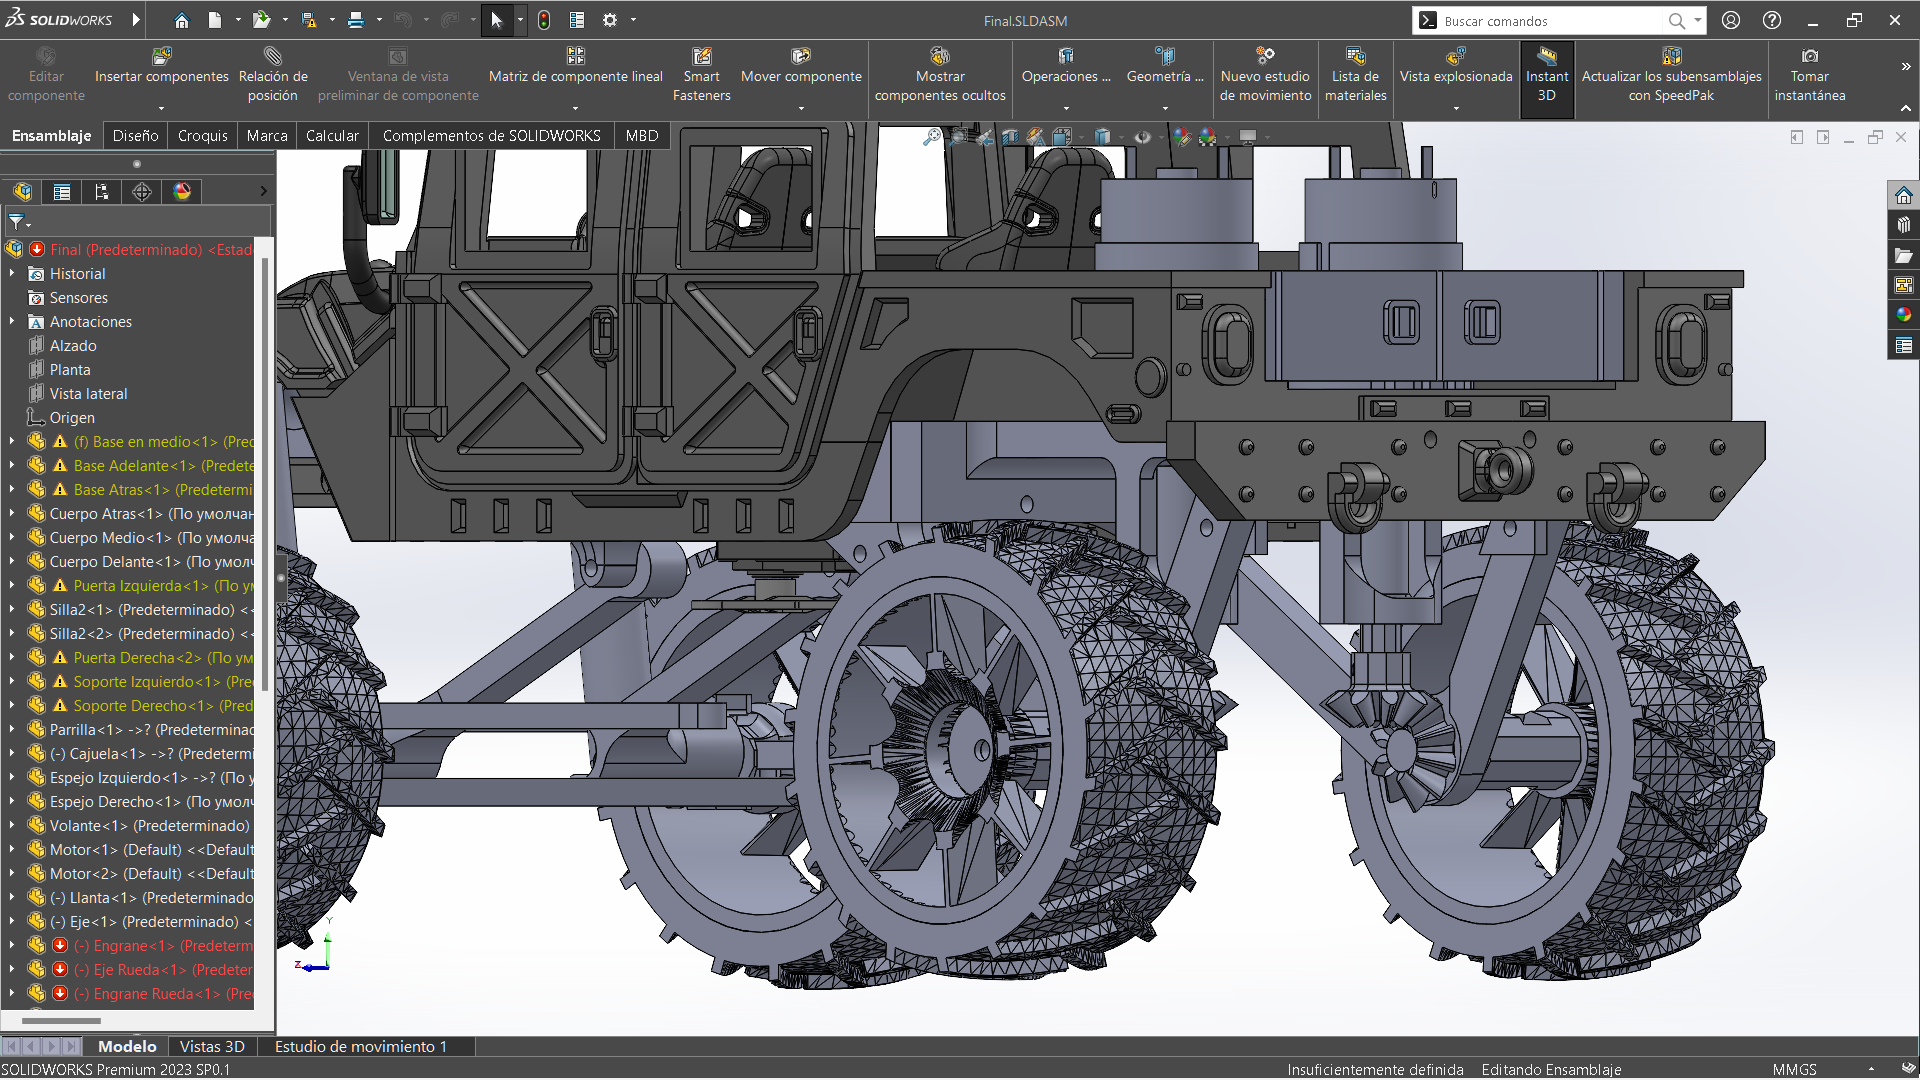 SOLIDWORKS
Final.SLDASM
Buscar comandos
Editar
componente
Insertar componentes
Relación de
posición
Ventana de vista
preliminar de componente
Matriz de componente lineal
Smart
Fasteners
Mover componente
Mostrar
componentes ocultos
Operaciones ...
Geometría ...
Nuevo estudio
de movimiento
Lista de
materiales
Vista explosionada
Instant
3D
Actualizar los subensamblajes
con SpeedPak
Tomar
instantánea
Ensamblaje
Diseño
Croquis
Marca
Calcular
Complementos de SOLIDWORKS
MBD
Final (Predeterminado) <Estad
Historial
Sensores
Anotaciones
Alzado
Planta
Vista lateral
Origen
(f) Base en medio<1> (Pred
Base Adelante<1> (Predete
Base Atras<1> (Predetermi
Cuerpo Atras<1> (По умолчан
Cuerpo Medio<1> (По умолча
Cuerpo Delante<1> (По умол
Puerta Izquierda<1> (По ум
Silla2<1> (Predeterminado) <<
Silla2<2> (Predeterminado) <<
Puerta Derecha<2> (По ум
Soporte Izquierdo<1> (Pre
Soporte Derecho<1> (Pred
Parrilla<1> ->? (Predetermina
(-) Cajuela<1> ->? (Predetermi
Espejo Izquierdo<1> ->? (По у
Espejo Derecho<1> (По умолч
Volante<1> (Predeterminado)
Motor<1> (Default) <<Default
Motor<2> (Default) <<Default
(-) Llanta<1> (Predeterminado
(-) Eje<1> (Predeterminado) <
(-) Engrane<1> (Predeterm
(-) Eje Rueda<1> (Predeter
(-) Engrane Rueda<1> (Pre
Y
Z
Modelo
Vistas 3D
Estudio de movimiento 1
SOLIDWORKS Premium 2023 SP0.1
Insuficientemente definida
Editando Ensamblaje
MMGS